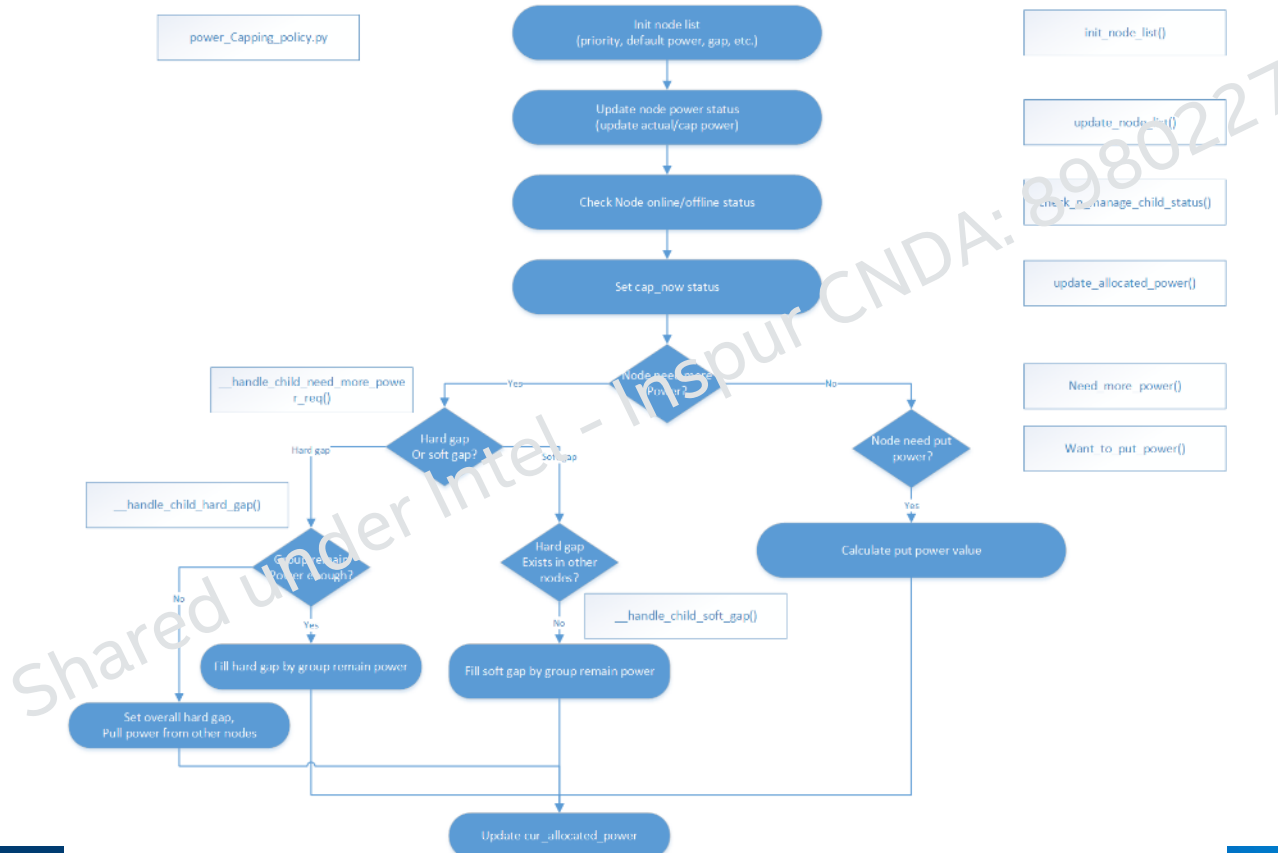 power_Capping_policy.py
Init node list
(priority, default power, gap, etc.)
init_node_list()
Update node power status
(update actual/cap power)
update_node_list()
Check Node online/offline status
check_n_manage_child_status()
Set cap_now status
update_allocated_power()
Node need more
Power?
Yes
No
__handle_child_need_more_powe
r_req()
Need_more_power()
Hard gap
Or soft gap?
Node need put
power?
Want_to_put_power()
Hard gap
Soft gap
__handle_child_hard_gap()
Yes
Group remain
Power enough?
Hard gap
Exists in other
nodes?
Calculate put power value
No
Yes
No
__handle_child_soft_gap()
Fill hard gap by group remain power
Fill soft gap by group remain power
Set overall hard gap,
Pull power from other nodes
Update cur_allocated_power
Shared under Intel - Inspur CNDA: 8980227